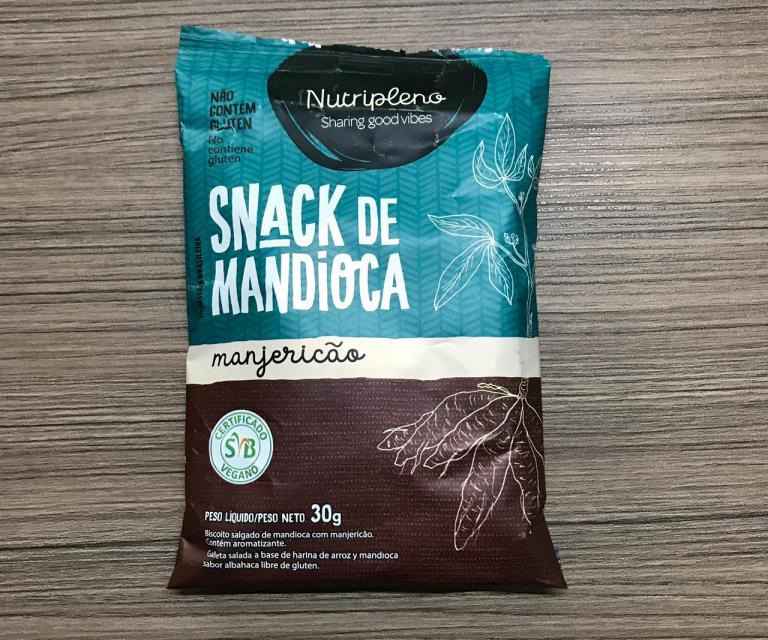 Nutripleno
Sharing good vibes
NÃO
CONTÉM
GLÚTEN
No
contiene
gluten
SNACK DE
MANDIOCA
manjericão
CERTIFICADO
SVB
VEGANO
PESO LÍQUIDO/PESO NETO 30g
Biscoito salgado de mandioca com manjericão.
Contém aromatizante.
Galleta salada a base de harina de arroz y mandioca
sabor albahaca libre de gluten.